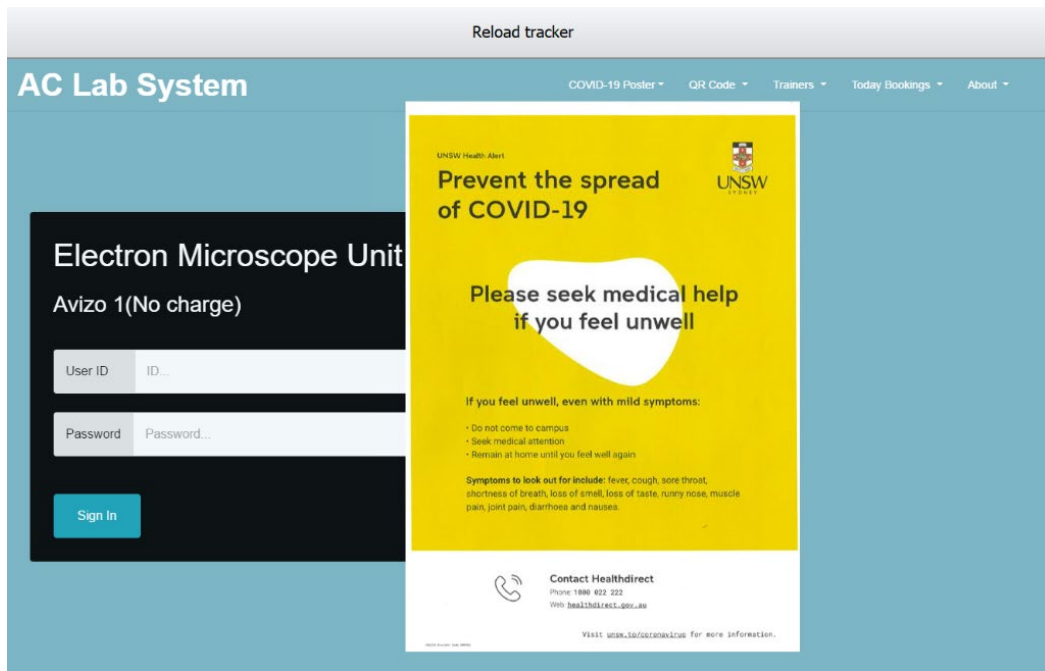 Reload tracker
AC Lab System
COVID-19 Poster
QR Code
Trainers
Today Bookings
About
UNSW Health Alert
UNSW
SYDNEY
Prevent the spread
of COVID-19
Electron Microscope Unit
Avizo 1(No charge)
User ID
ID...
Password
Password...
Sign In
Please seek medical help
if you feel unwell
If you feel unwell, even with mild symptoms:
• Do not come to campus
• Seek medical attention
• Remain at home until you feel well again
Symptoms to look out for include: fever, cough, sore throat,
shortness of breath, loss of smell, loss of taste, runny nose, muscle
pain, joint pain, diarrhoea and nausea.
Contact Healthdirect
Phone: 1800 022 222
Web: healthdirect.gov.au
Visit unsw.to/coronavirus for more information.